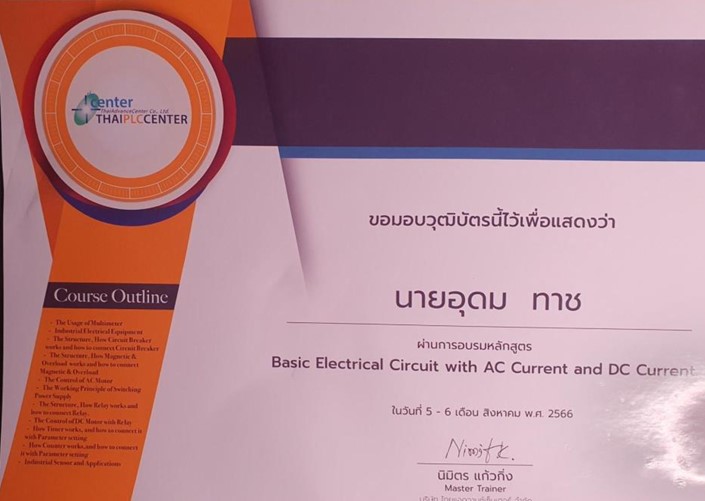 center
ThaiAdvanceCenter Co., Ltd.
THAIPLCCENTER
ขอมอบวุฒิบัตรนี้ไว้เพื่อแสดงว่า
นายอุดม ทาช
ผ่านการอบรมหลักสูตร
Basic Electrical Circuit with AC Current and DC Current
ในวันที่ 5 - 6 เดือน สิงหาคม พ.ศ. 2566
นิมิตร แก้วกิ่ง
Master Trainer
Course Outline
- The Usage of Multimeter
- Industrial Electrical Equipment
- The Structure, How Circuit Breaker
works and how to connect Circuit Breaker
- The Structure, How Magnetic &
Overload works and how to connect
Magnetic & Overload
- The Control of AC Motor
- The Working Principle of Switching
Power Supply
- The Structure, How Relay works and
how to connect Relay
- The Control of DC Motor with Relay
- How Timer works, and how to connect it
with Parameter setting
- How Counter works, and how to connect
it with Parameter setting
- Industrial Sensor and Applications